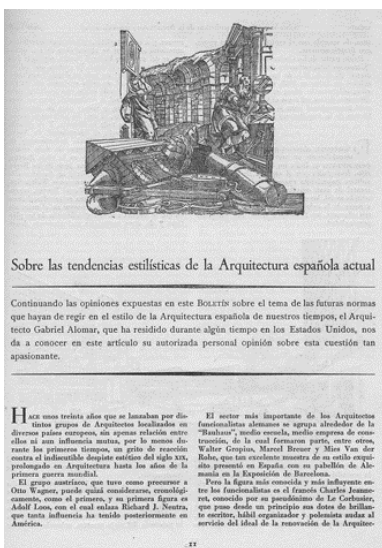 Sobre las tendencias estilísticas de la Arquitectura española actual
Continuando las opiniones expuestas en este BOLETÍN sobre el tema de las futuras normas
que hayan de regir en el estilo de la Arquitectura española de nuestros tiempos, el Arqui-
tecto Gabriel Alomar, que ha residido durante algún tiempo en los Estados Unidos, nos
da a conocer en este artículo su autorizada personal opinión sobre esta cuestión tan
apasionante.
HACE unos treinta años que se lanzaban por dis-
tintos grupos de Arquitectos localizados en
diversos países europeos, sin apenas relación entre
ellos ni aun influencia mutua, por lo menos du-
rante los primeros tiempos, un grito de reacción
contra el indiscutible despiste estético del siglo XIX,
prolongado en Arquitectura hasta los años de la
primera guerra mundial.
El grupo austríaco, que tuvo como precursor a
Otto Wagner, puede quizá considerarse, cronológi-
camente, como el primero, y su primera figura es
Adolf Loos, con el cual enlaza Richard J. Neutra,
que tanta influencia ha tenido posteriormente en
América.
El sector más importante de los Arquitectos
funcionalistas alemanes se agrupa alrededor de la
"Bauhaus", medio escuela, medio empresa de cons-
trucción, de la cual formaron parte, entre otros,
Walter Gropius, Marcel Breuer y Mies Van der
Rohe, que tan excelente muestra de su estilo exqui-
sito presentó en España con su pabellón de Ale-
mania en la Exposición de Barcelona.
Pero la figura más conocida y más influyente en-
tre los funcionalistas es el francés Charles Jeanne-
ret, conocido por su pseudónimo de Le Corbusier,
que puso desde un principio sus dotes de brillan-
te escritor, hábil organizador y polemista audaz al
servicio del ideal de la renovación de la Arquitec-
11